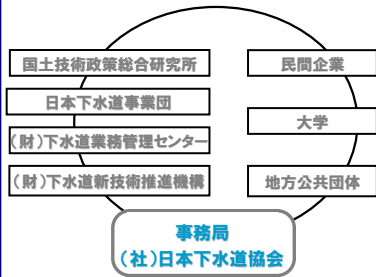 国土技術政策総合研究所
日本下水道事業団
(財)下水道業務管理センター
(財)下水道新技術推進機構
民間企業
大学
地方公共団体
事務局
(社)日本下水道協会